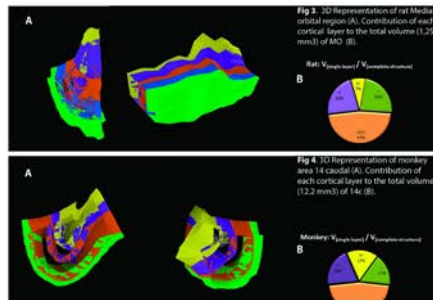 A
Fig 3. 3D Representation of rat Medial
orbital region (A). Contribution of each
cortical layer to the total volume (1,25
mm3) of MO (B).
Rat: V[single layer] / V[complete structure]
B
A
Fig 4. 3D Representation of monkey
area 14 caudal (A). Contribution of
each cortical layer to the total volume
(12.2 mm3) of 14c (B).
Monkey: V[single layer] / V[complete structure]
B